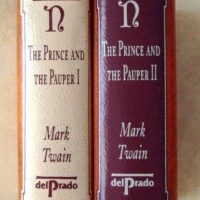 N
THE PRINCE AND
THE PAUPER I
Mark
Twain
delPrado
N
THE PRINCE AND
THE PAUPER II
Mark
Twain
delPrado